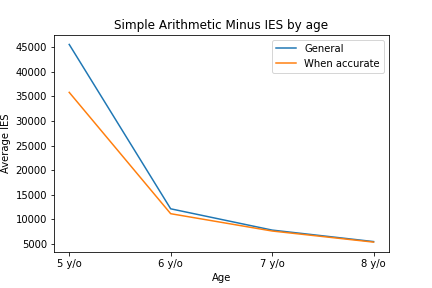 Simple Arithmetic Minus IES by age
General
When accurate
45000
40000
35000
30000
25000
20000
15000
10000
5000
Average IES
5 y/o
6 y/o
7 y/o
8 y/o
Age